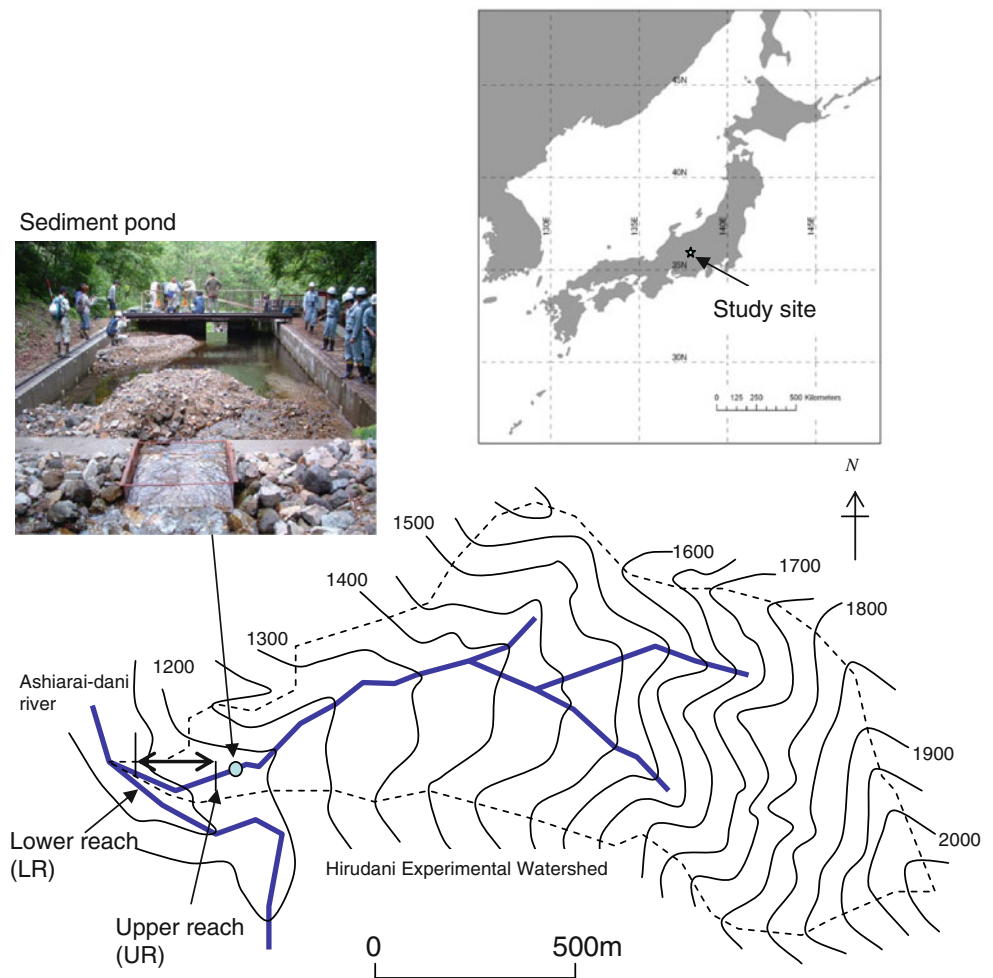 45N
40N
130E
135E
140E
145E
35N
Study site
30N
0 125 250 500 Kilometers
Sediment pond
N
1500
1600
1400
1700
1800
1300
1200
Ashiarai-dani
river
1900
2000
Lower reach
(LR)
Hirudani Experimental Watershed
Upper reach
(UR)
0 500m